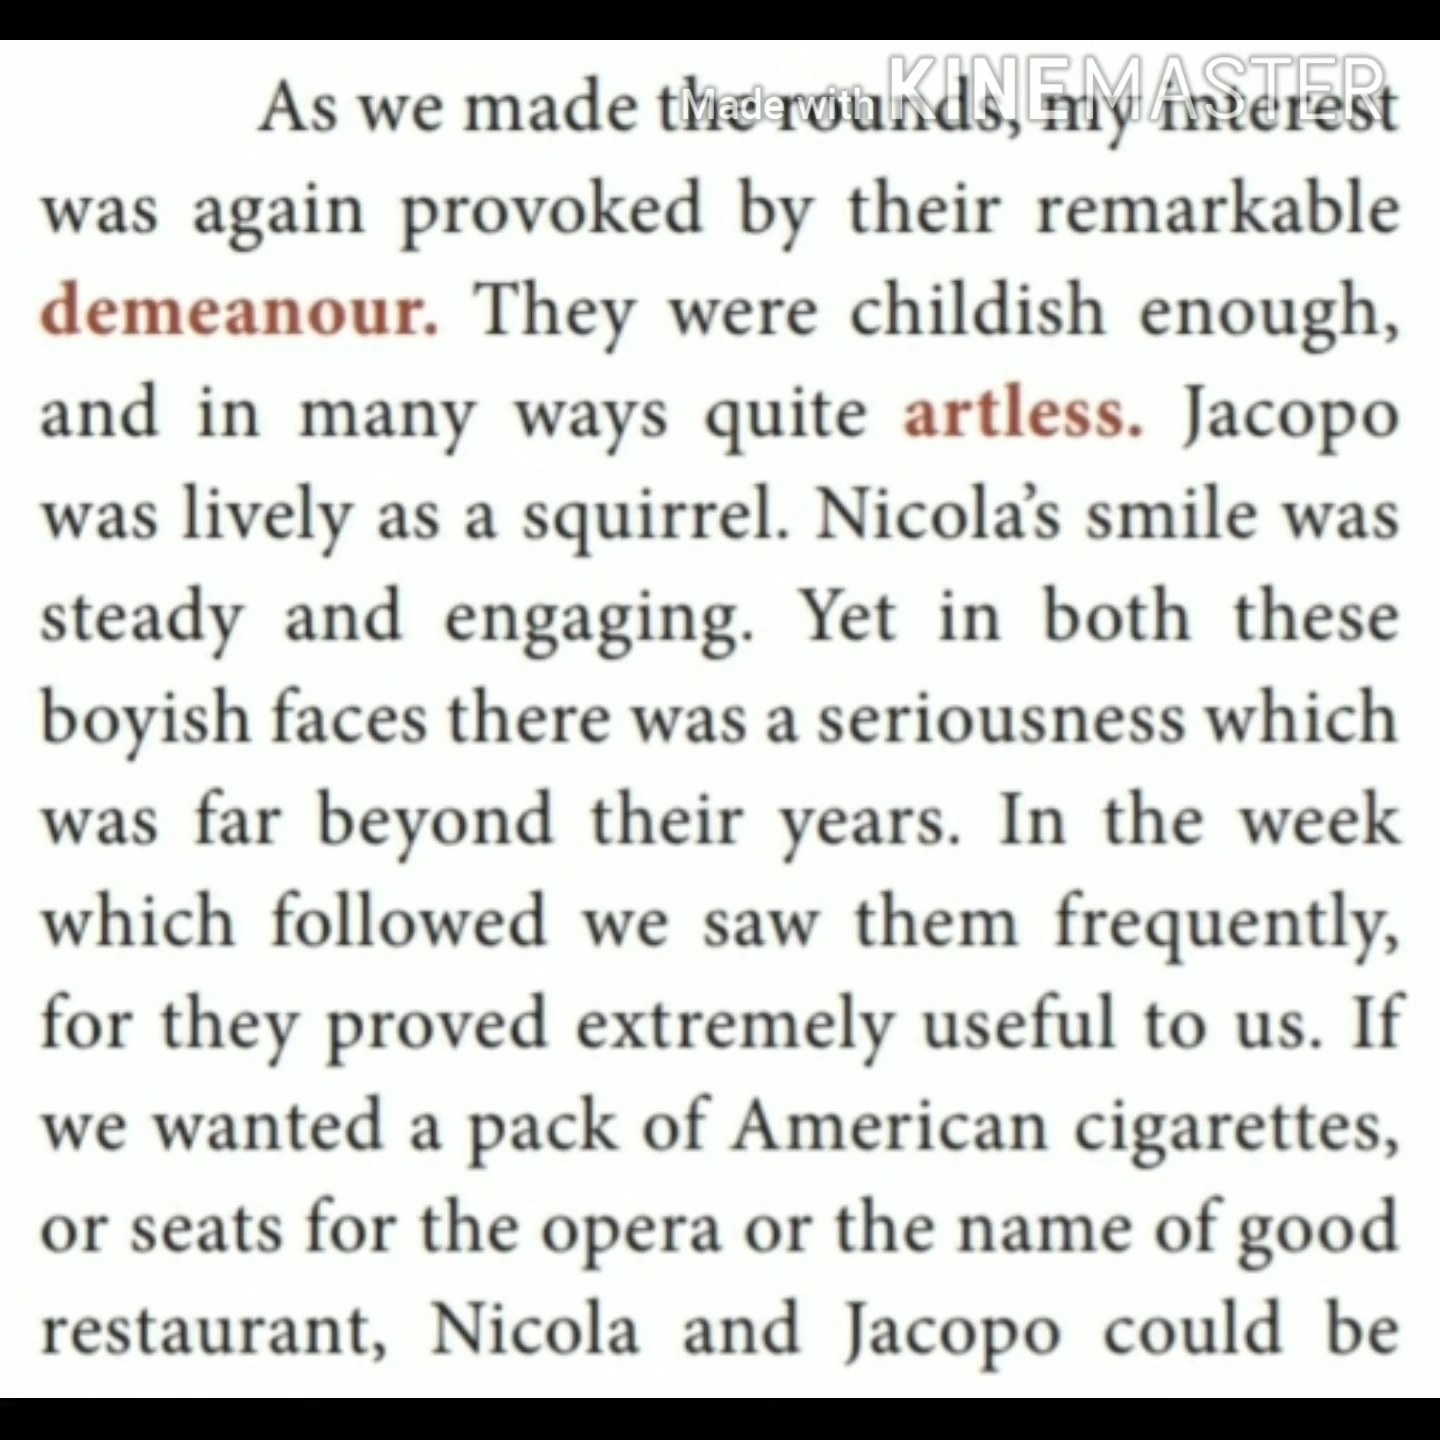 As we made the rounds, my interest
Made with KINEMASTER
was again provoked by their remarkable
demeanour. They were childish enough,
and in many ways quite artless. Jacopo
was lively as a squirrel. Nicola’s smile was
steady and engaging. Yet in both these
boyish faces there was a seriousness which
was far beyond their years. In the week
which followed we saw them frequently,
for they proved extremely useful to us. If
we wanted a pack of American cigarettes,
or seats for the opera or the name of good
restaurant, Nicola and Jacopo could be